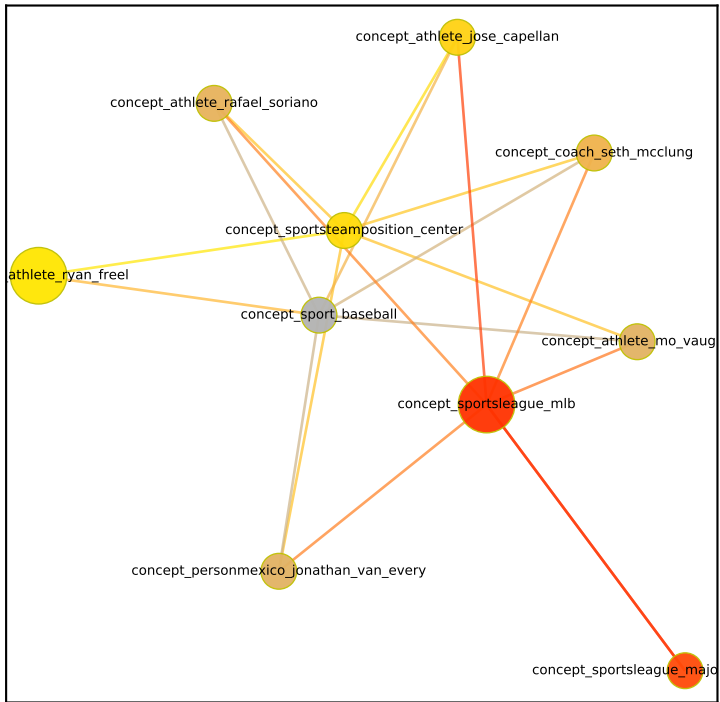 concept_athlete_jose_capellan
concept_athlete_rafael_soriano
concept_coach_seth_mcclung
concept_sportsteamposition_center
athlete_ryan_freel
concept_sport_baseball
concept_athlete_mo_vaug
concept_sportsleague_mlb
concept_personmexico_jonathan_van_every
concept_sportsleague_majo